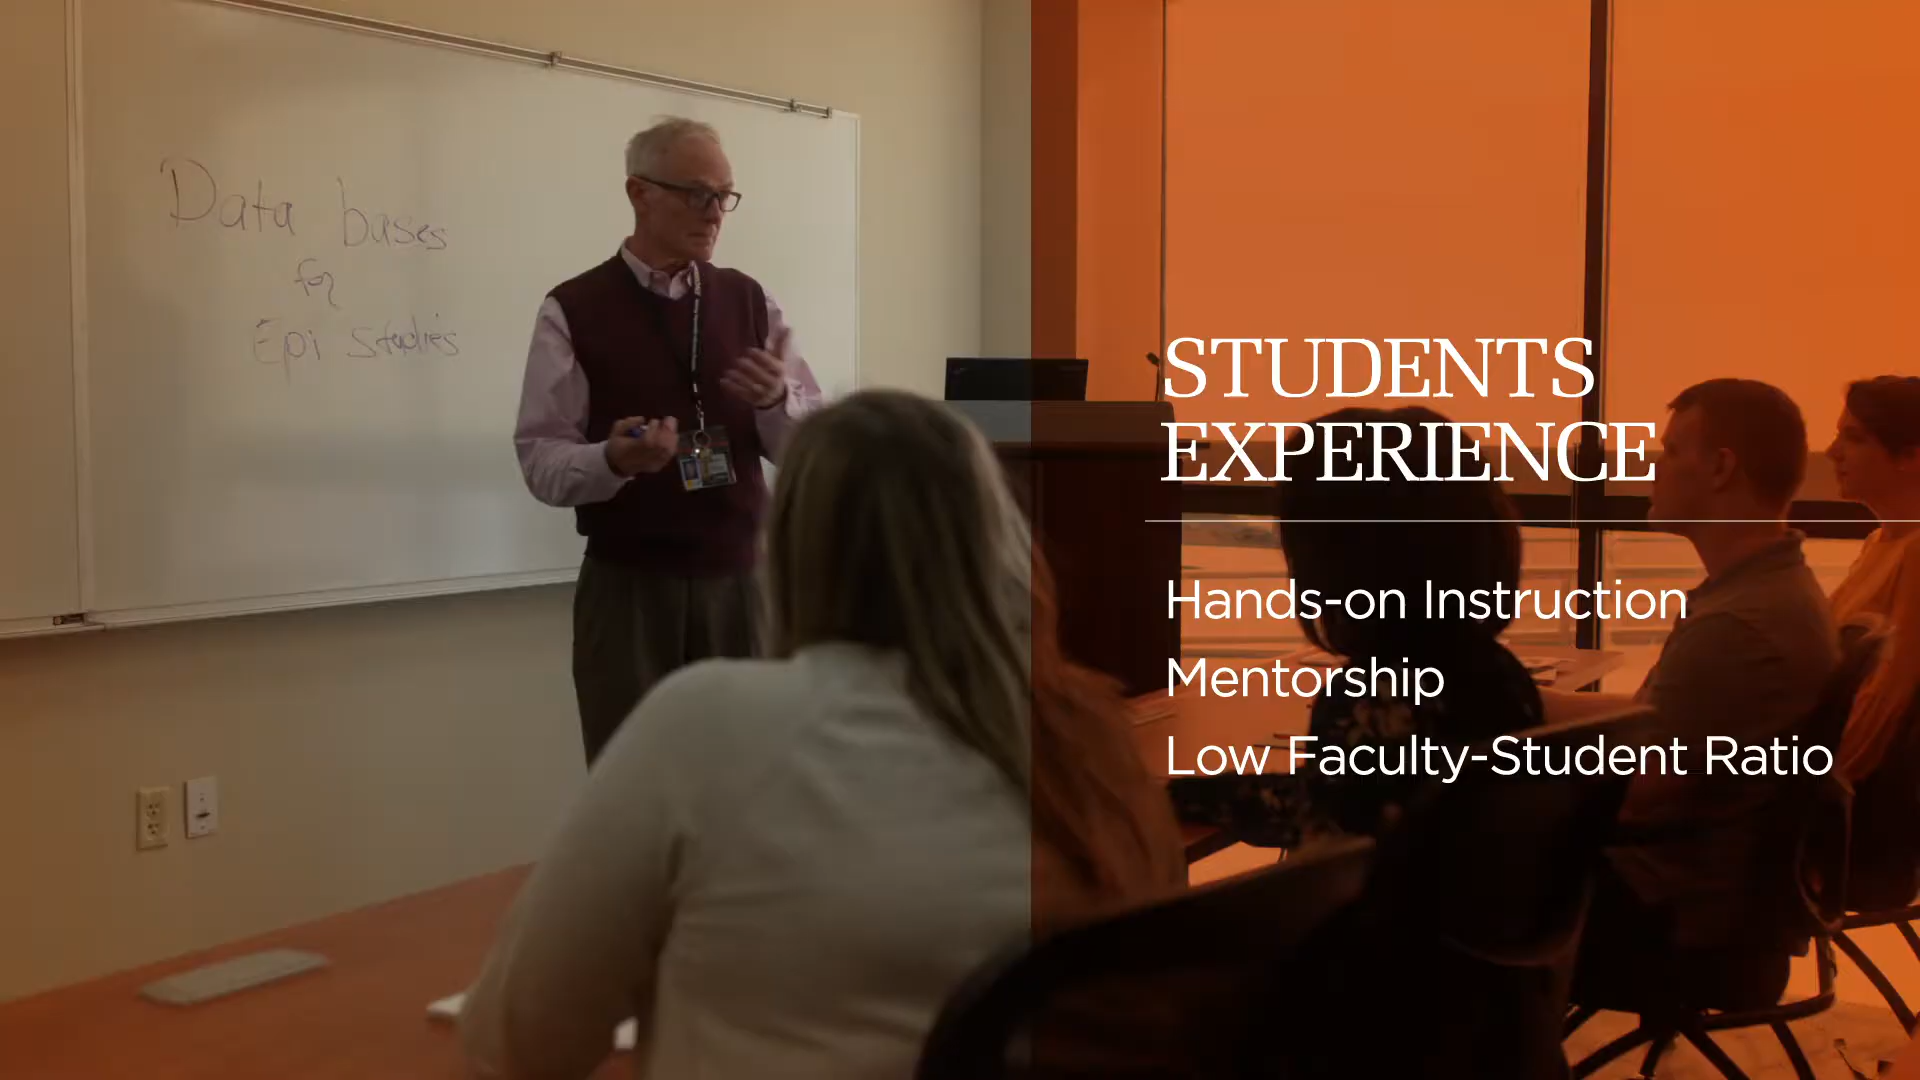 Data bases
for
Epi Studies
STUDENTS
EXPERIENCE
Hands-on Instruction
Mentorship
Low Faculty-Student Ratio